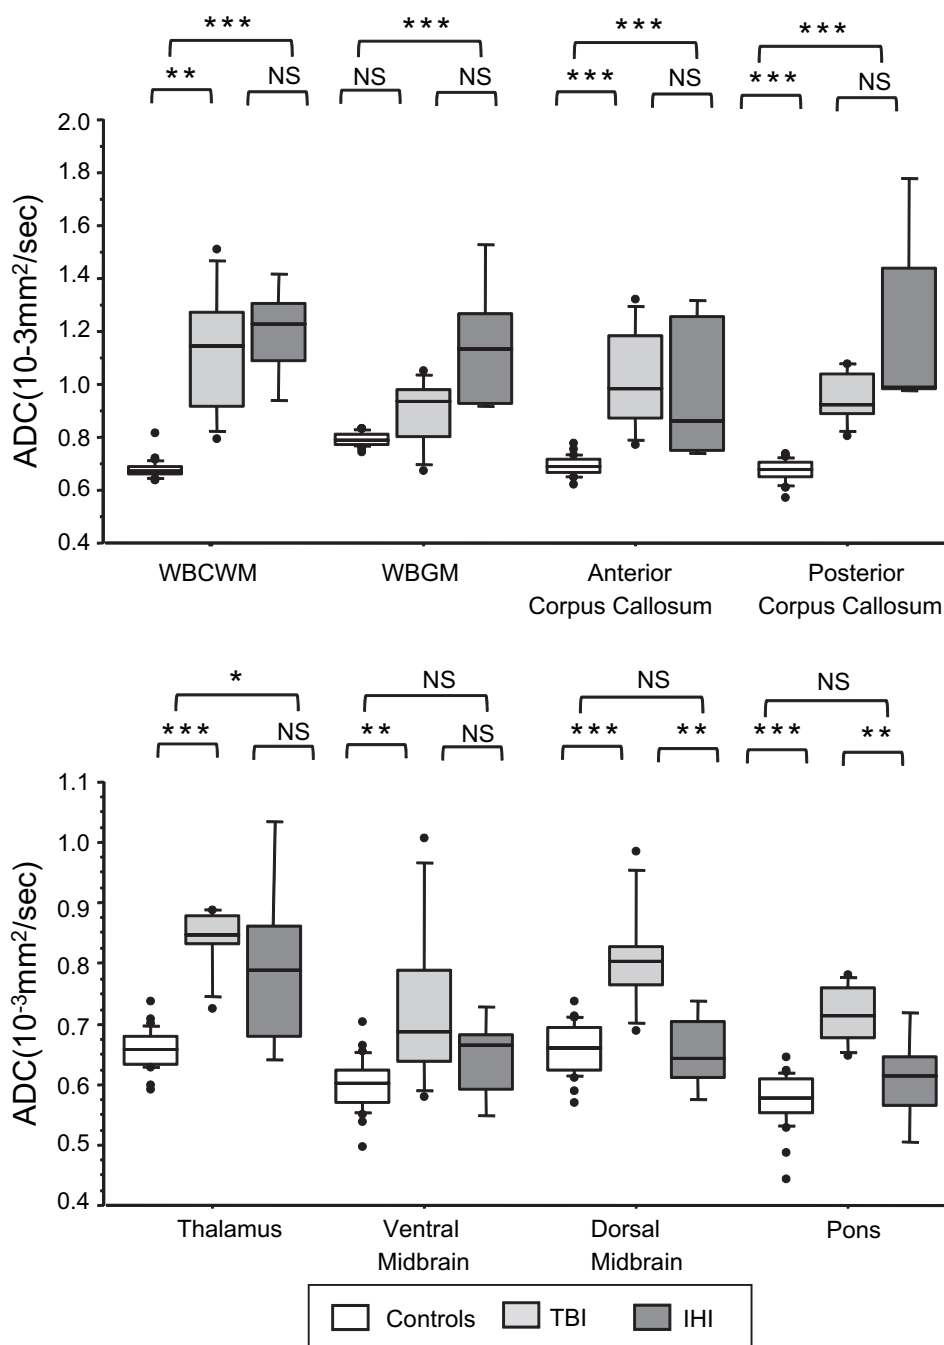 *** *** *** ***
** NS NS NS *** NS *** NS
ADC(10-3mm²/sec)
2.0
1.8
1.6
1.4
1.2
1.0
0.8
0.6
0.4
WBCWM WBGM Anterior Corpus Callosum Posterior Corpus Callosum
* NS NS NS
*** NS ** NS *** ** *** **
ADC(10⁻³mm²/sec)
1.1
1.0
0.9
0.8
0.7
0.6
0.5
0.4
Thalamus Ventral Midbrain Dorsal Midbrain Pons
Controls TBI IHI